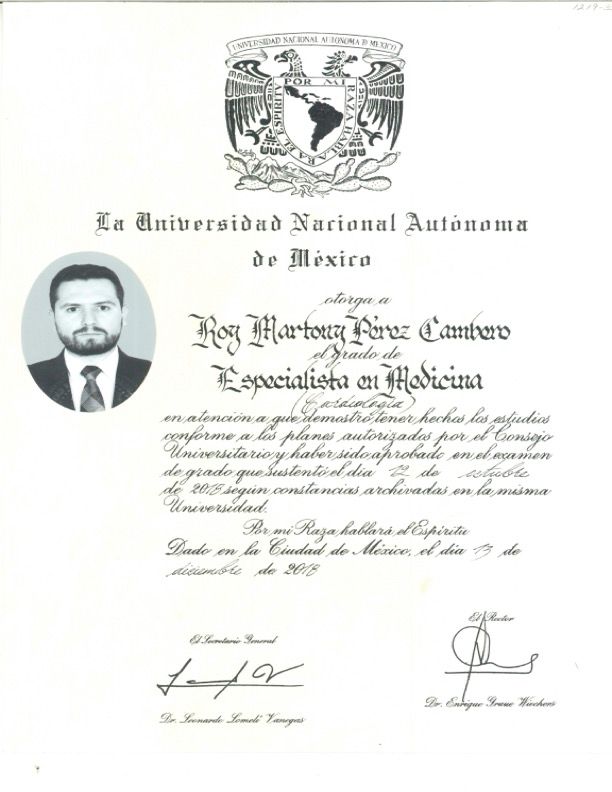 1219-3
UNIVERSIDAD NACIONAL AUTONOMA DE MEXICO
POR MI RAZA HABLARA EL ESPIRITU
La Universidad Nacional Autónoma
de México
otorga a
Roy Martony Pérez Cambero
el grado de
Especialista en Medicina
(Cardiología)
en atención a que demostró tener hechos los estudios
conforme a los planes autorizados por el Consejo
Universitario y haber sido aprobado en el examen
de grado que sustentó el día 12 de octubre
de 2018 según constancias archivadas en la misma
Universidad.
Por mi Raza hablará el Espíritu
Dado en la Ciudad de México, el día 13 de
diciembre de 2018
El Secretario General
El Rector
Dr. Leonardo Lomelí Vanegas
Dr. Enrique Graue Wiechers